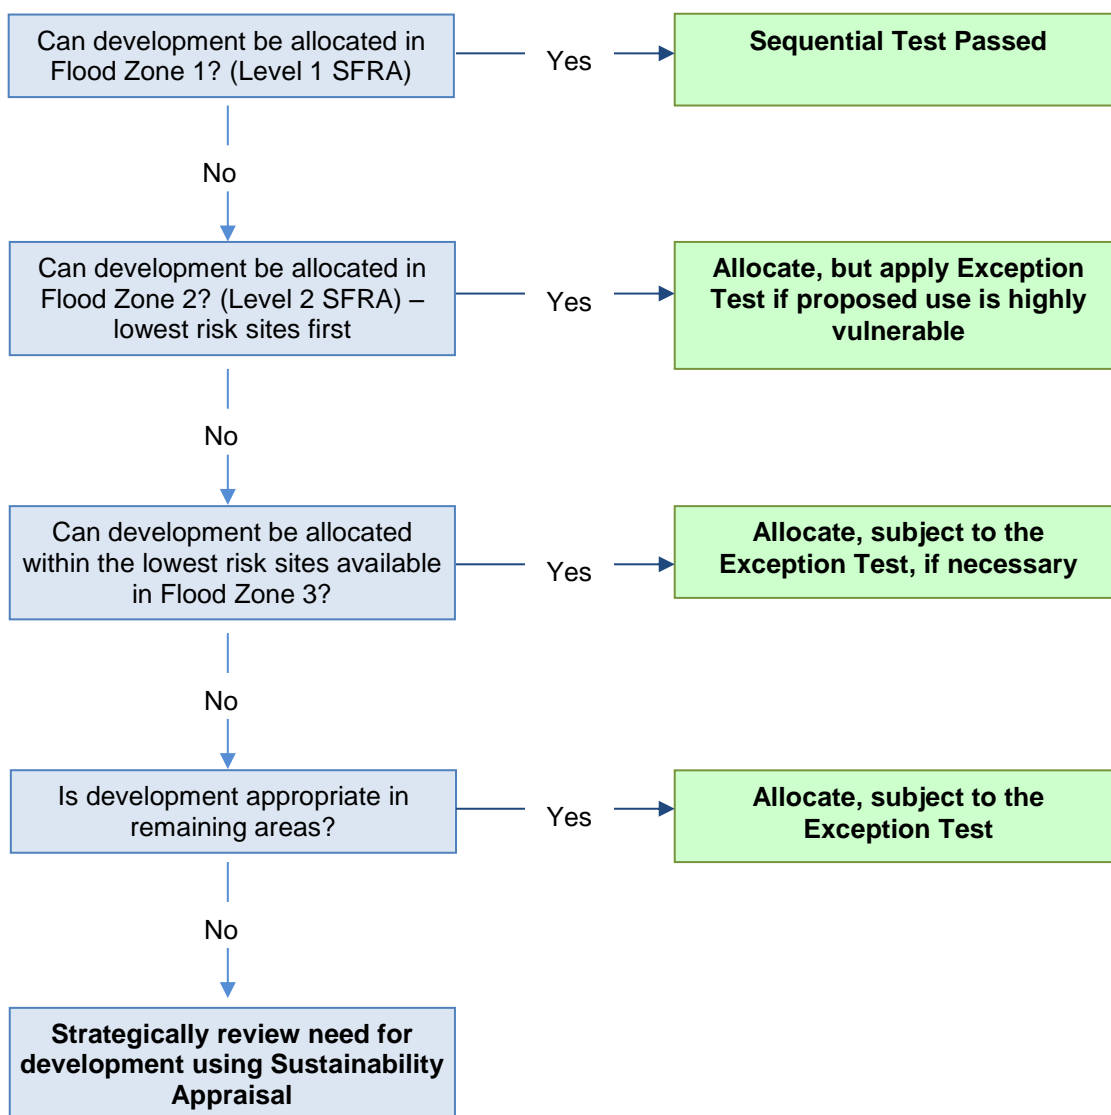 Can development be allocated in
Flood Zone 1? (Level 1 SFRA)
Yes
Sequential Test Passed
No
Can development be allocated in
Flood Zone 2? (Level 2 SFRA) –
lowest risk sites first
Yes
Allocate, but apply Exception
Test if proposed use is highly
vulnerable
No
Can development be allocated
within the lowest risk sites available
in Flood Zone 3?
Yes
Allocate, subject to the
Exception Test, if necessary
No
Is development appropriate in
remaining areas?
Yes
Allocate, subject to the
Exception Test
No
Strategically review need for
development using Sustainability
Appraisal